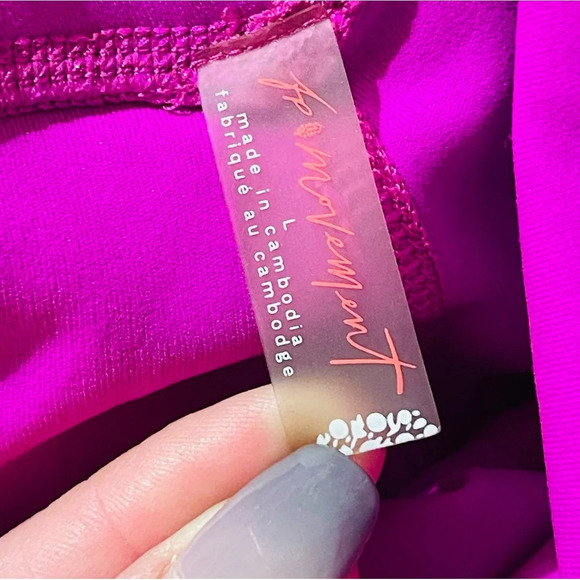 fp movement
L
made in cambodia
fabriqué au cambodge